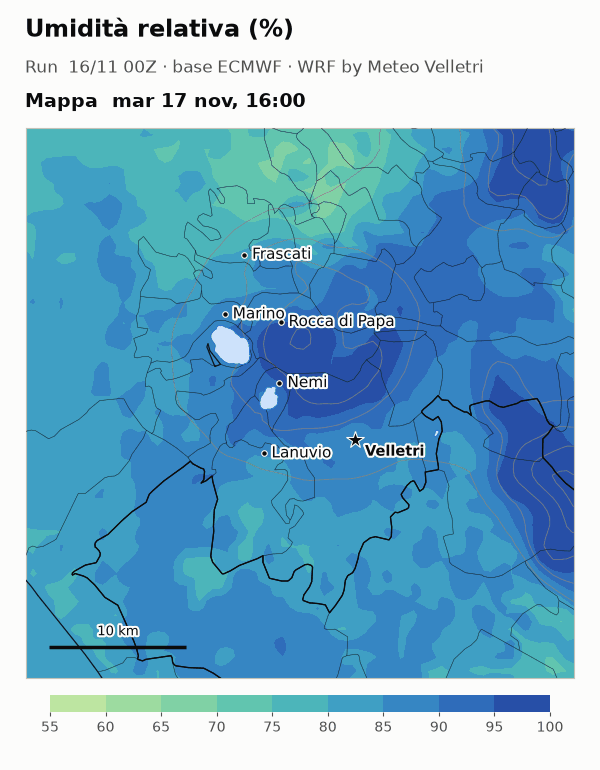 Umidità relativa (%)
Run  16/11 00Z · base ECMWF · WRF by Meteo Velletri
Mappa  mar 17 nov, 16:00
Frascati
Marino
Rocca di Papa
Nemi
Velletri
Lanuvio
10 km
55 60 65 70 75 80 85 90 95 100